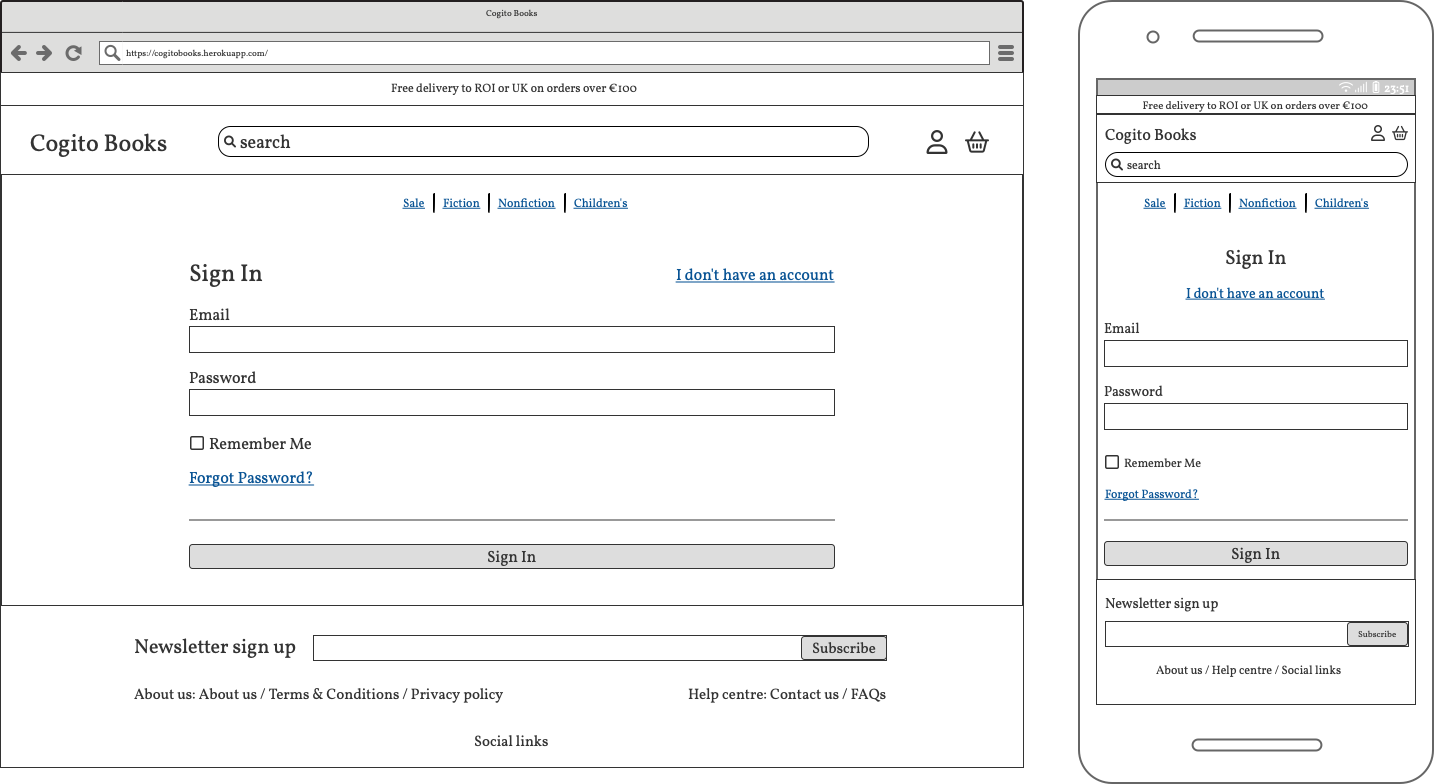 Cogito Books
https://cogitobooks.herokuapp.com/
Free delivery to ROI or UK on orders over €100
Cogito Books
search
Sale Fiction Nonfiction Children's
Sign In
I don't have an account
Email
Password
Remember Me
Forgot Password?
Sign In
Newsletter sign up
Subscribe
About us: About us / Terms & Conditions / Privacy policy
Help centre: Contact us / FAQs
Social links
23:51
Free delivery to ROI or UK on orders over €100
Cogito Books
search
Sale Fiction Nonfiction Children's
Sign In
I don't have an account
Email
Password
Remember Me
Forgot Password?
Sign In
Newsletter sign up
Subscribe
About us / Help centre / Social links